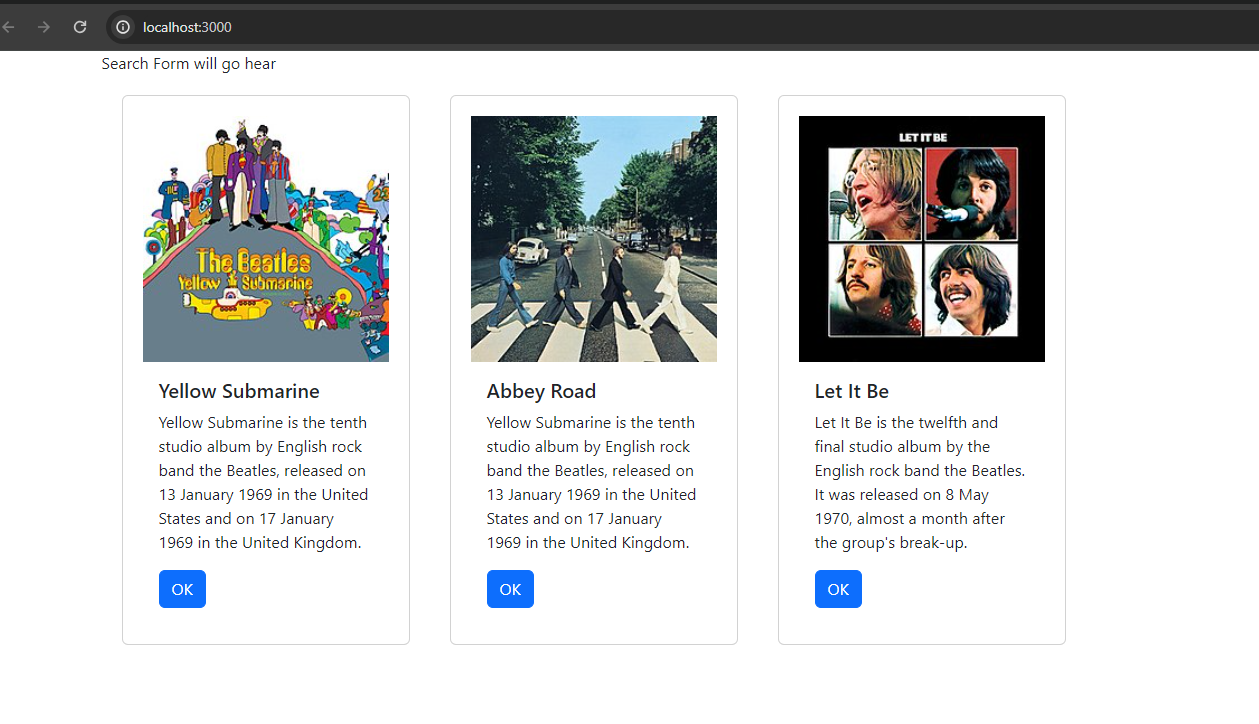 localhost:3000
Search Form will go hear
The Beatles
Yellow Submarine
LET IT BE
Yellow Submarine
Yellow Submarine is the tenth
studio album by English rock
band the Beatles, released on
13 January 1969 in the United
States and on 17 January
1969 in the United Kingdom.
OK
Abbey Road
Yellow Submarine is the tenth
studio album by English rock
band the Beatles, released on
13 January 1969 in the United
States and on 17 January
1969 in the United Kingdom.
OK
Let It Be
Let It Be is the twelfth and
final studio album by the
English rock band the Beatles.
It was released on 8 May
1970, almost a month after
the group's break-up.
OK